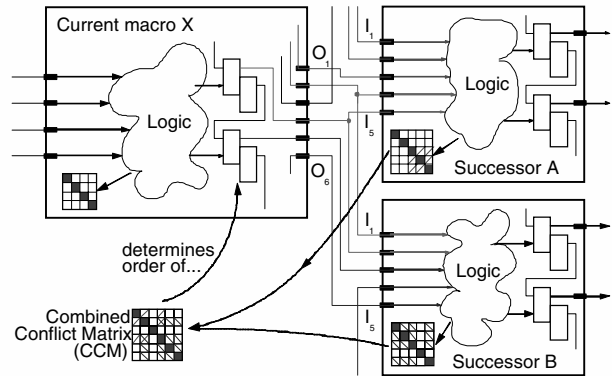 Current macro X
O1
I1
Logic
Logic
I5
Successor A
O6
I1
determines
order of...
Logic
Combined
Conflict Matrix
(CCM)
I5
Successor B